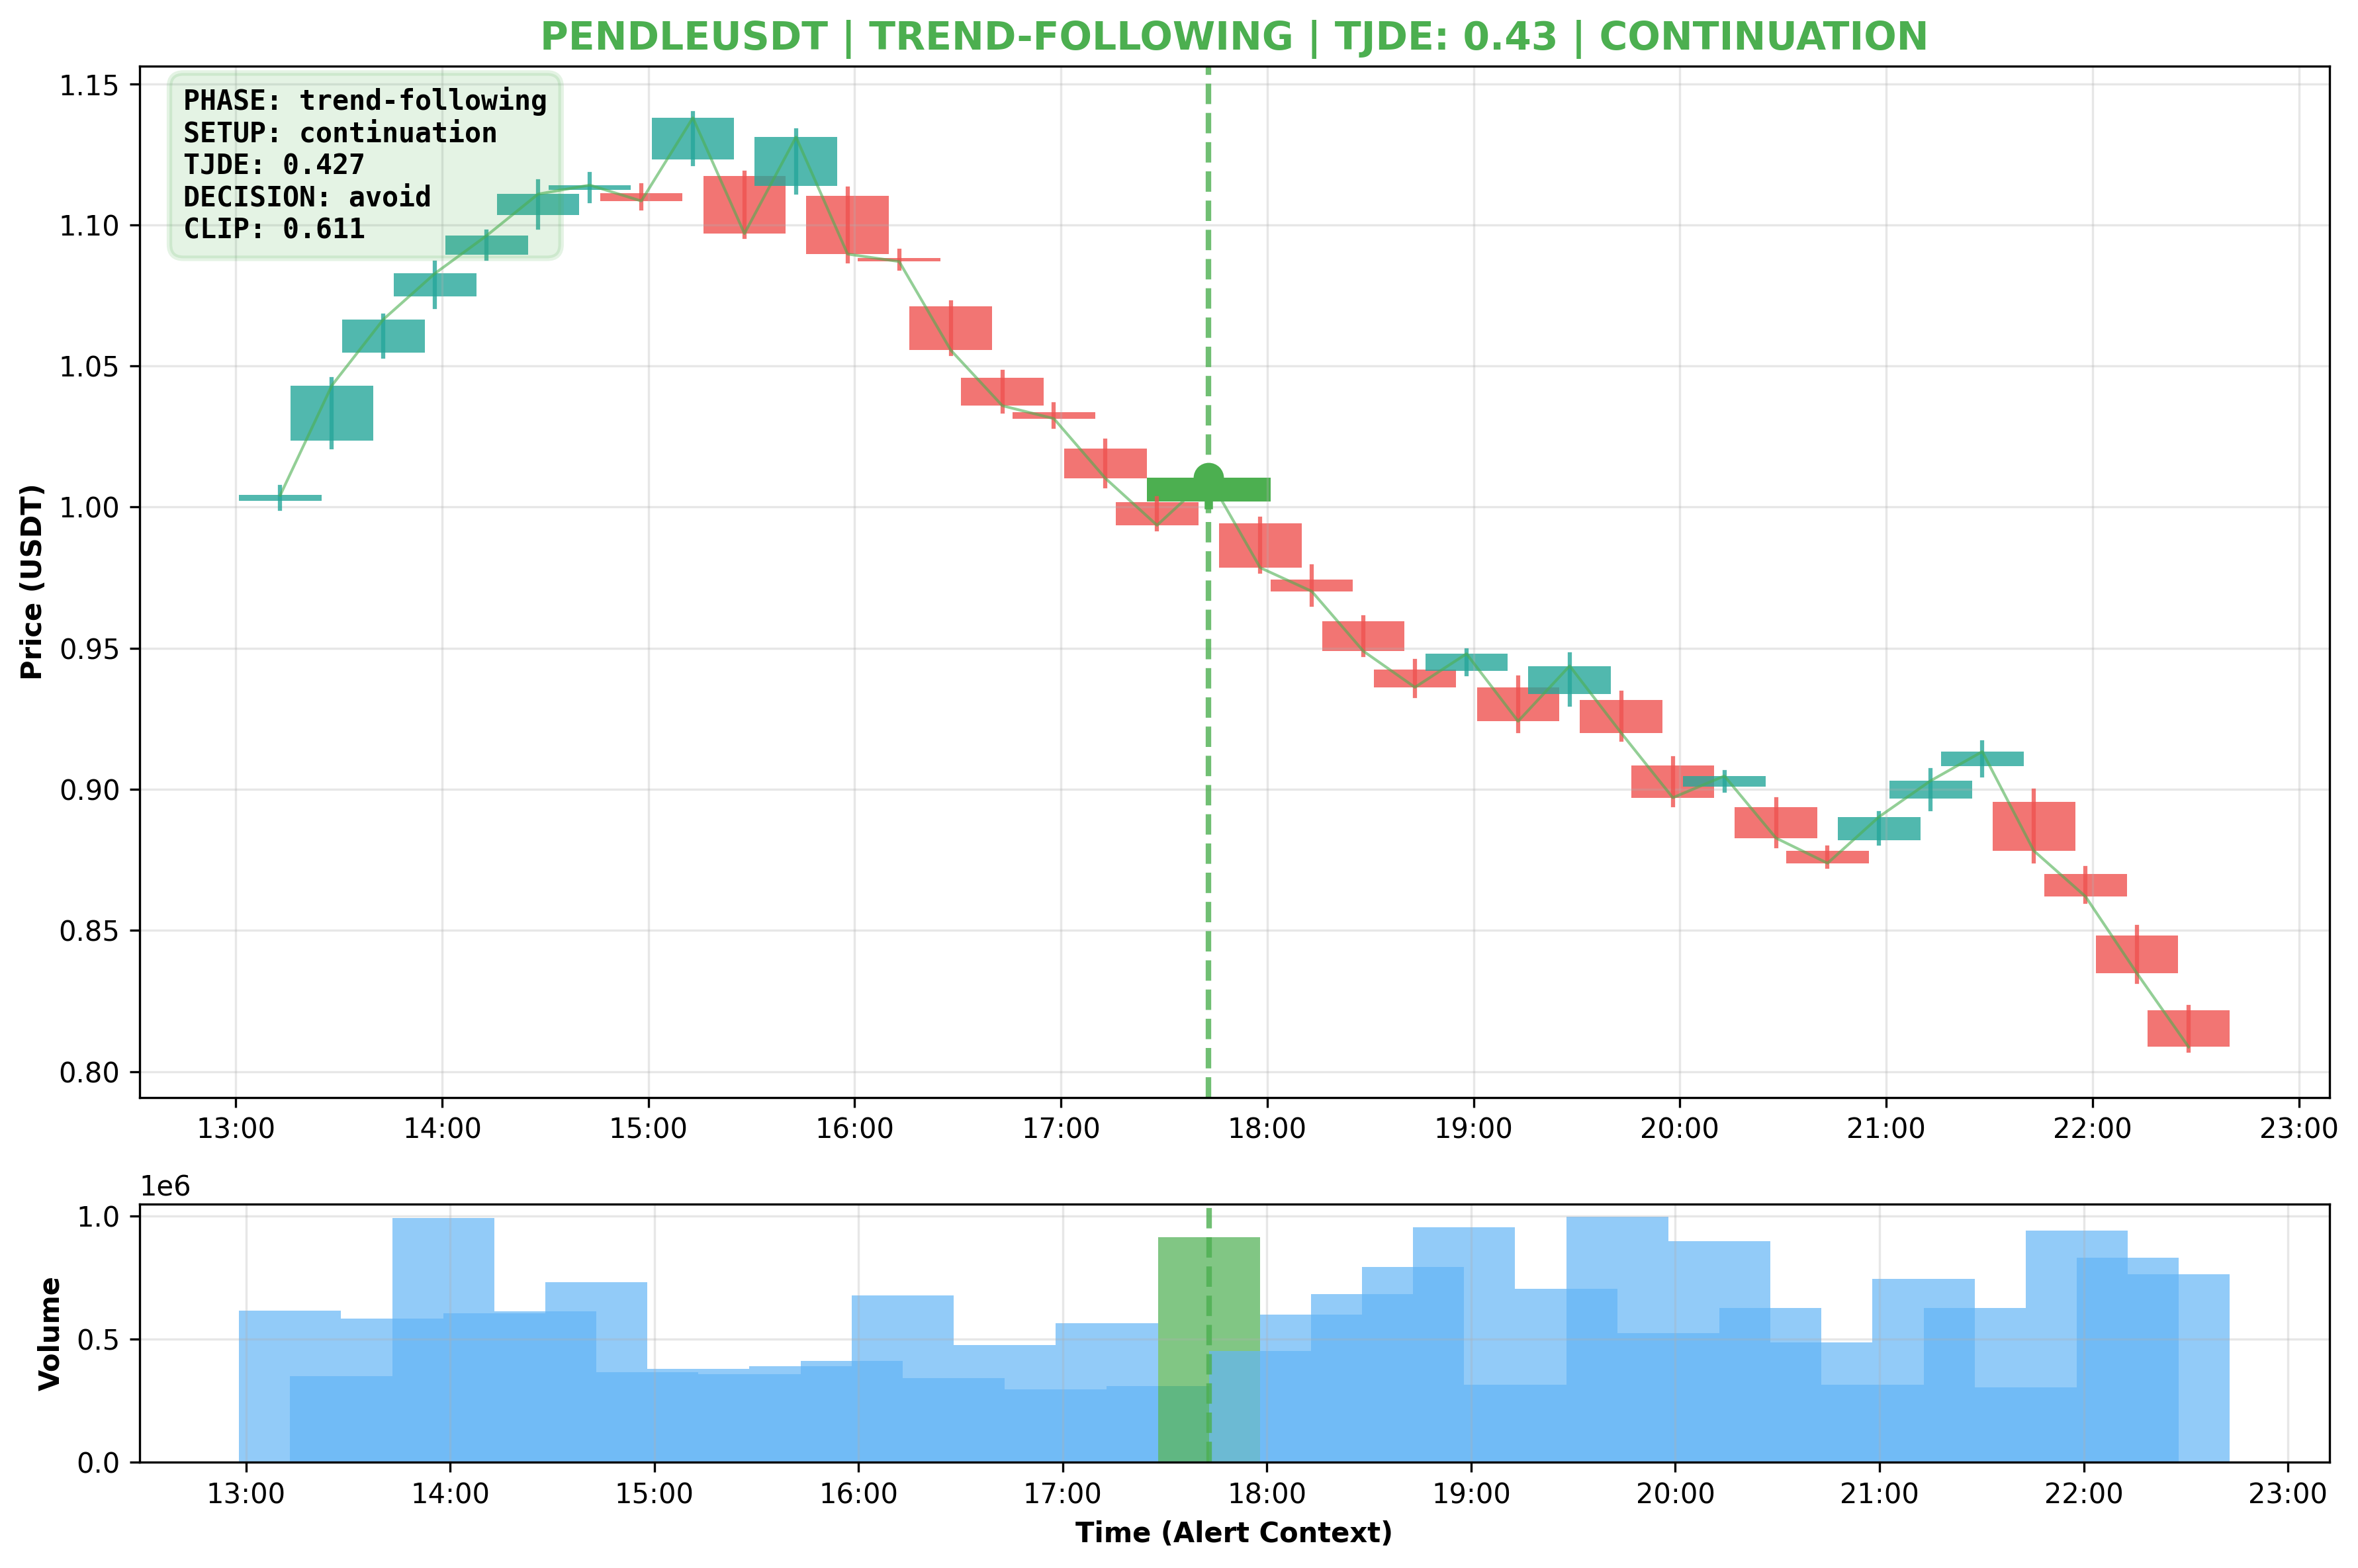 PENDLEUSDT | TREND-FOLLOWING | TJDE: 0.43 | CONTINUATION
PHASE: trend-following
SETUP: continuation
TJDE: 0.427
DECISION: avoid
CLIP: 0.611
Price (USDT)
1.15
1.10
1.05
1.00
0.95
0.90
0.85
0.80
13:00 14:00 15:00 16:00 17:00 18:00 19:00 20:00 21:00 22:00 23:00
1e6
Volume
1.0
0.5
0.0
13:00 14:00 15:00 16:00 17:00 18:00 19:00 20:00 21:00 22:00 23:00
Time (Alert Context)